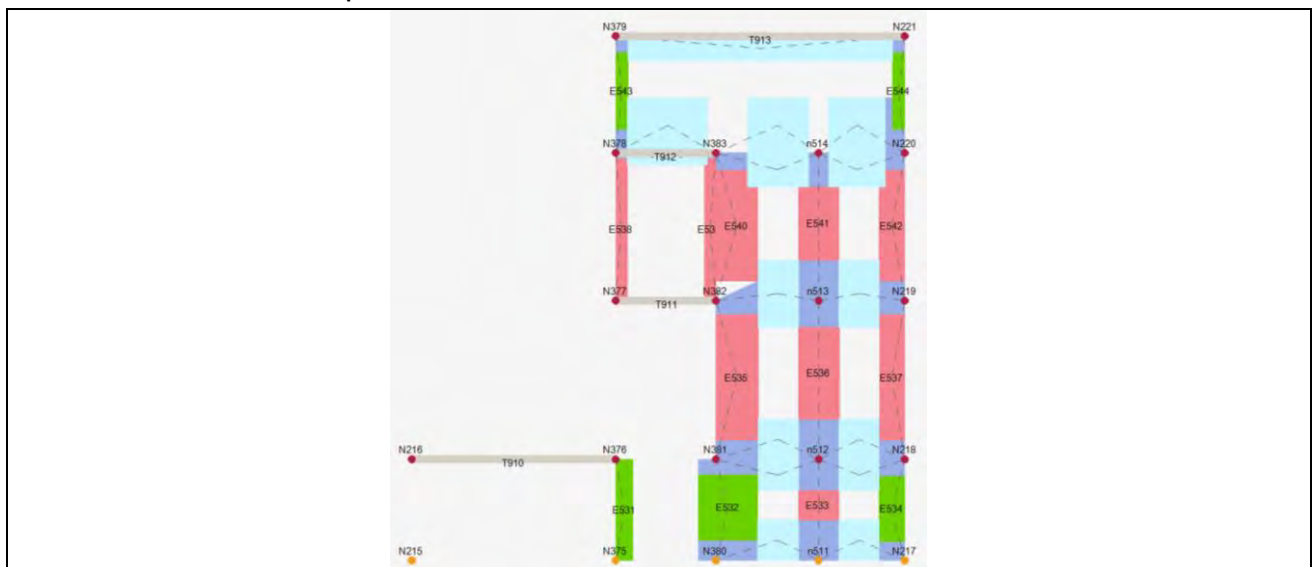 N379 N221
T913
E543 E544
N378 N383 n514 N220
T912
E538 E53 E540 E541 E542
N377 N382 n513 N219
T911
E535 E536 E537
N216 N376 N381 n512 N218
T910
E531 E532 E533 E534
N215 N375 N380 n511 N217